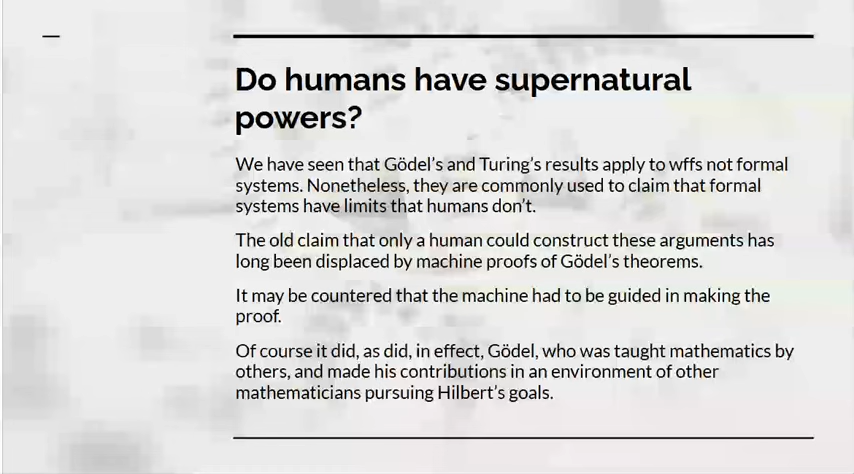 Do humans have supernatural
powers?
We have seen that Gödel’s and Turing’s results apply to wffs not formal
systems. Nonetheless, they are commonly used to claim that formal
systems have limits that humans don’t.
The old claim that only a human could construct these arguments has
long been displaced by machine proofs of Gödel’s theorems.
It may be countered that the machine had to be guided in making the
proof.
Of course it did, as did, in effect, Gödel, who was taught mathematics by
others, and made his contributions in an environment of other
mathematicians pursuing Hilbert’s goals.